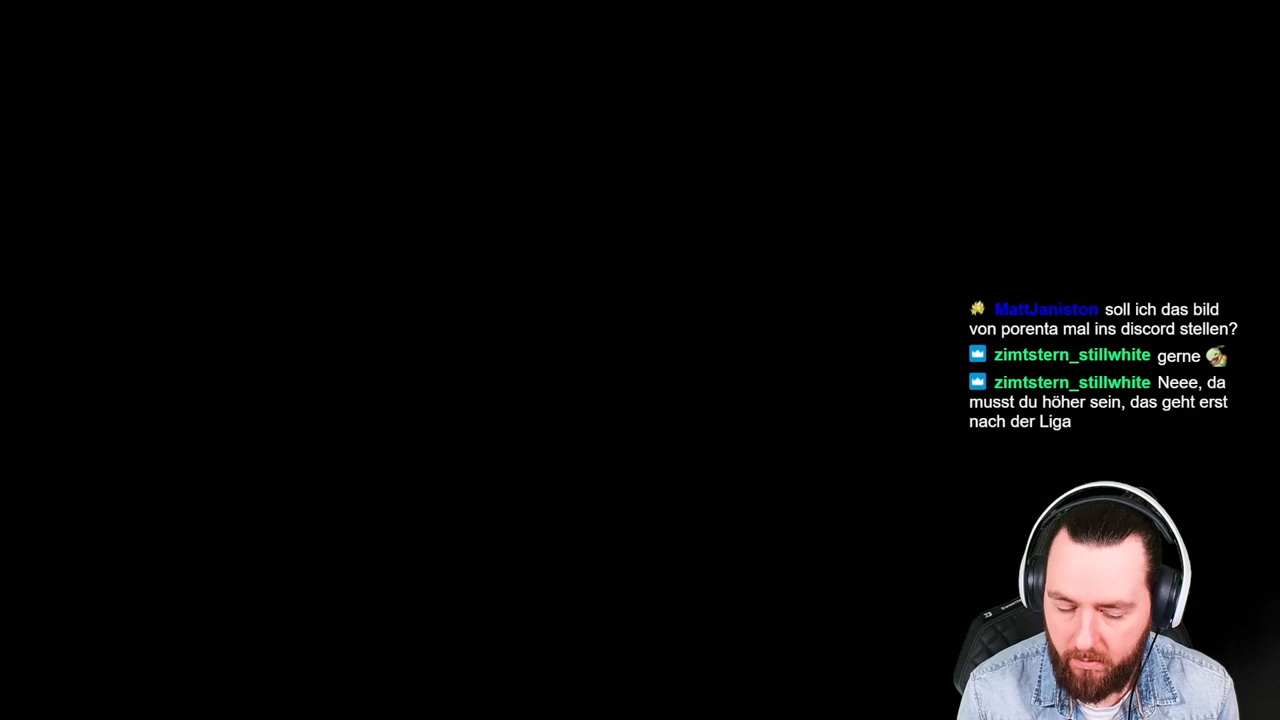 MattJaniston soll ich das bild
von porenta mal ins discord stellen?
zimtstern_stillwhite gerne
zimtstern_stillwhite Neee, da
musst du höher sein, das geht erst
nach der Liga